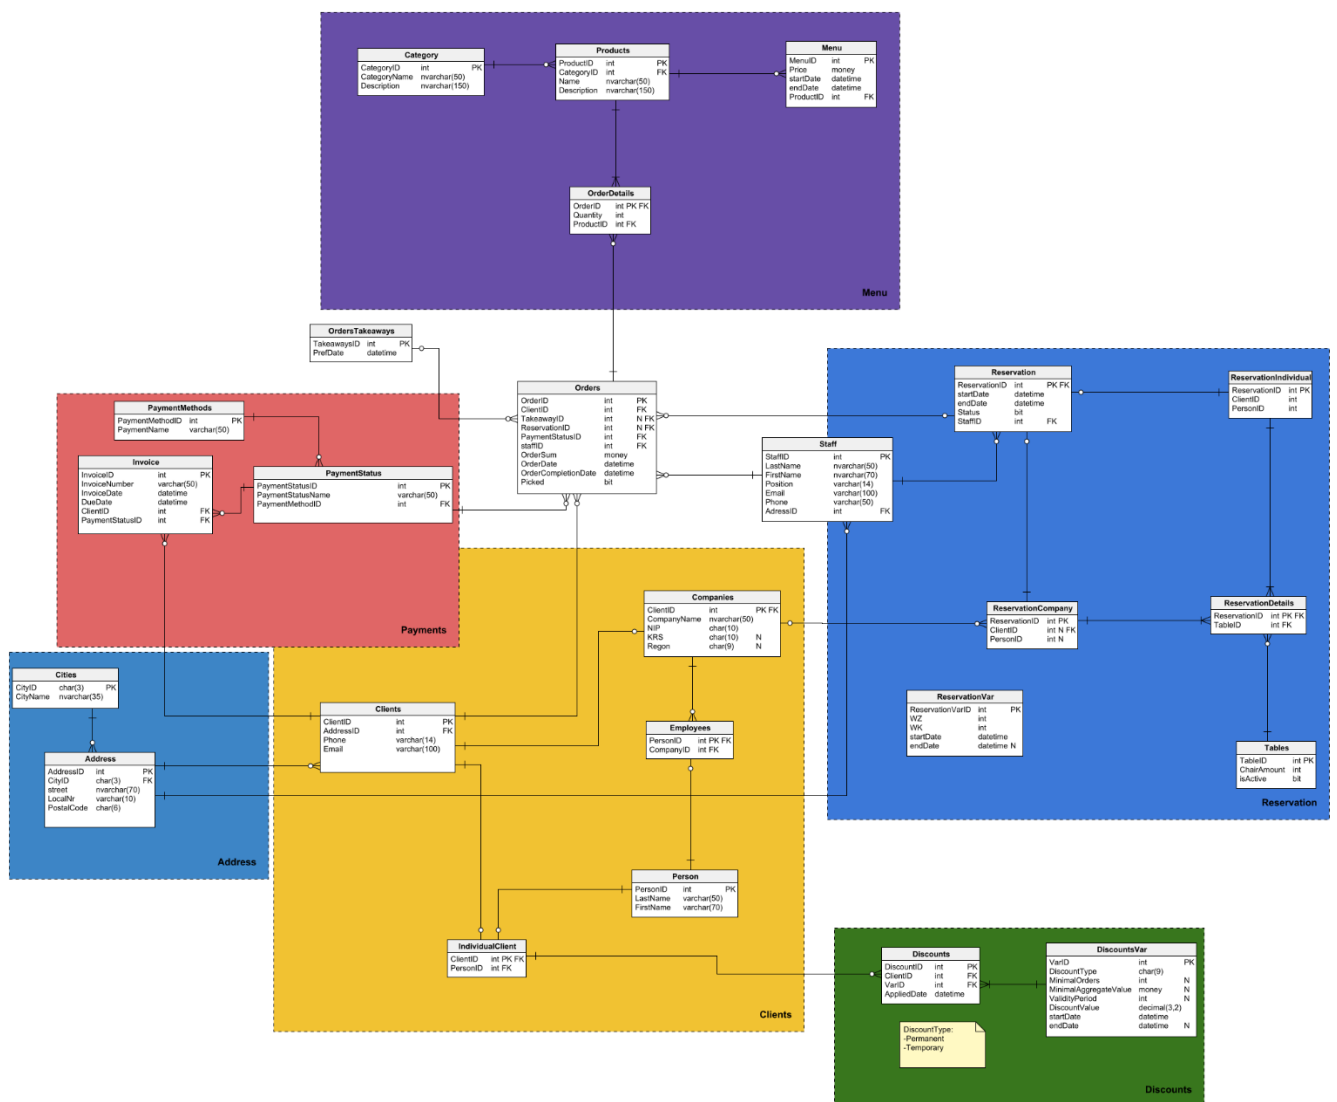 Category
CategoryID int PK
CategoryName nvarchar(50)
Description nvarchar(150)
Products
ProductID int PK
CategoryID int FK
Name nvarchar(50)
Description nvarchar(150)
Menu
MenuID int PK
Price money
startDate datetime
endDate datetime
ProductID int FK
OrderDetails
OrderID int PK FK
Quantity int
ProductID int FK
Menu
OrdersTakeaways
TakeawaysID int PK
PrefDate datetime
Orders
OrderID int PK
ClientID int FK
TakeawayID int N FK
ReservationID int N FK
PaymentStatusID int FK
staffID int FK
OrderSum money
OrderDate datetime
OrderCompletionDate datetime
Picked bit
PaymentMethods
PaymentMethodID int PK
PaymentName varchar(50)
Invoice
InvoiceID int PK
InvoiceNumber varchar(50)
InvoiceDate datetime
DueDate datetime
ClientID int FK
PaymentStatusID int FK
PaymentStatus
PaymentStatusID int PK
PaymentStatusName varchar(50)
PaymentMethodID int FK
Payments
Staff
StaffID int PK
LastName nvarchar(50)
FirstName nvarchar(70)
Position varchar(14)
Email varchar(100)
Phone varchar(50)
AdressID int FK
Reservation
ReservationID int PK FK
startDate datetime
endDate datetime
Status bit
StaffID int FK
ReservationIndividual
ReservationID int PK
ClientID int
PersonID int
ReservationCompany
ReservationID int PK
ClientID int N FK
PersonID int N
ReservationDetails
ReservationID int PK FK
TableID int FK
ReservationVar
ReservationVarID int PK
WZ int
WK int
startDate datetime
endDate datetime N
Tables
TableID int PK
ChairAmount int
isActive bit
Reservation
Companies
ClientID int PK FK
CompanyName nvarchar(50)
NIP char(10)
KRS char(10) N
Regon char(9) N
Cities
CityID char(3) PK
CityName nvarchar(35)
Address
AddressID int PK
CityID char(3) FK
street nvarchar(70)
LocalNr varchar(10)
PostalCode char(6)
Address
Clients
ClientID int PK
AddressID int FK
Phone varchar(14)
Email varchar(100)
Employees
PersonID int PK FK
CompanyID int FK
Person
PersonID int PK
LastName varchar(50)
FirstName varchar(70)
IndividualClient
ClientID int PK FK
PersonID int FK
Clients
Discounts
DiscountID int PK
ClientID int FK
VarID int FK
AppliedDate datetime
DiscountsVar
VarID int PK
DiscountType char(9)
MinimalOrders int N
MinimalAggregateValue money N
ValidityPeriod int N
DiscountValue decimal(3,2)
startDate datetime
endDate datetime N
DiscountType:
-Permanent
-Temporary
Discounts